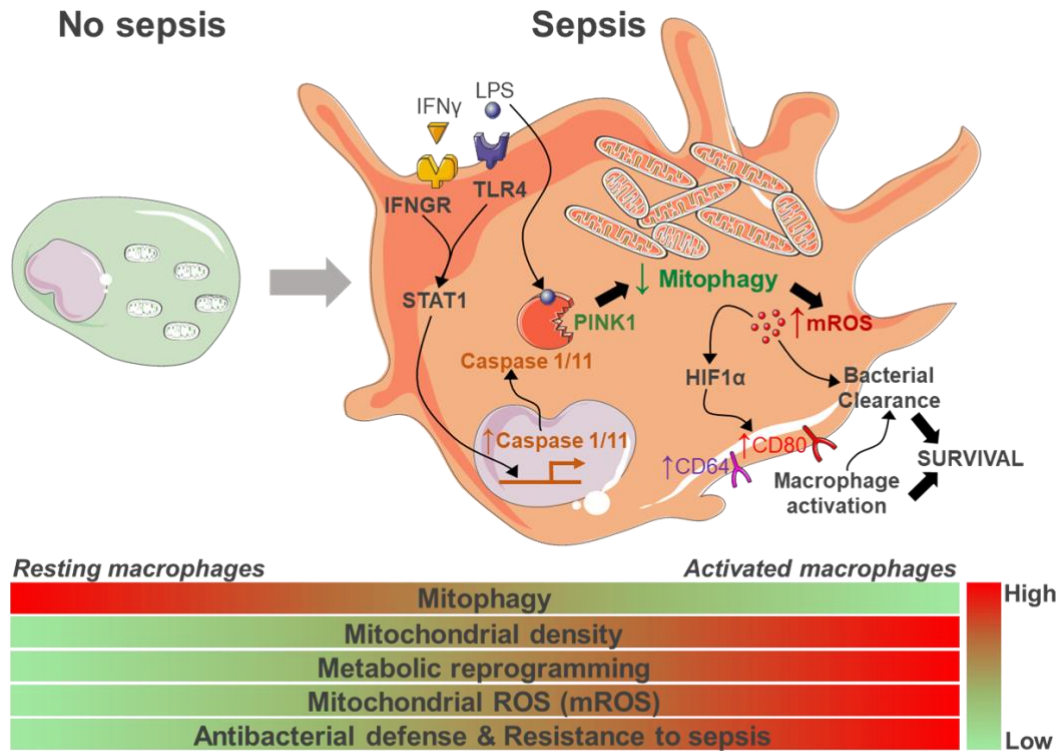 No sepsis
Sepsis
IFNγ
LPS
IFNGR
TLR4
STAT1
PINK1
↓ Mitophagy
↑ mROS
Caspase 1/11
HIF1α
Bacterial
Clearance
↑ Caspase 1/11
↑CD80
↑CD64
SURVIVAL
Macrophage
activation
Resting macrophages
Activated macrophages
Mitophagy
Mitochondrial density
Metabolic reprogramming
Mitochondrial ROS (mROS)
Antibacterial defense & Resistance to sepsis
High
Low